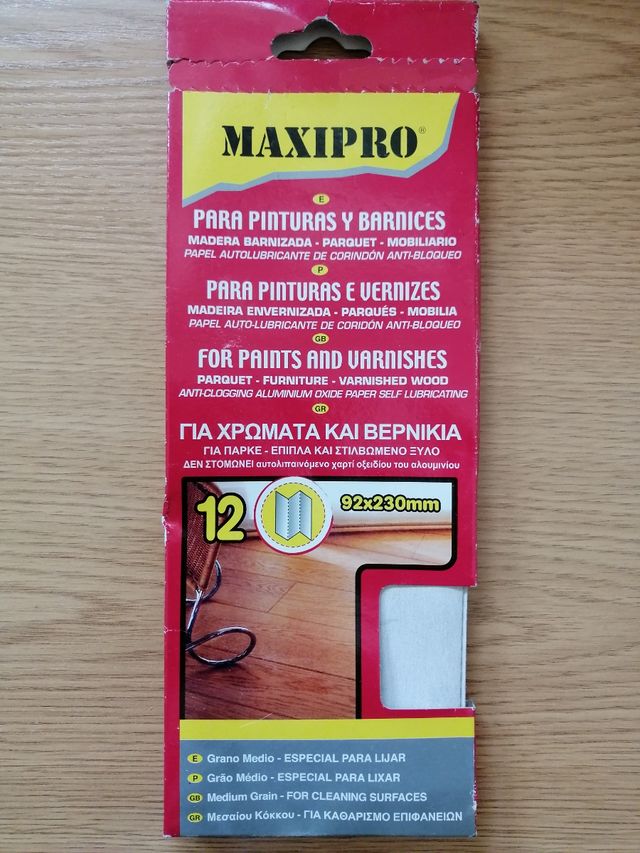 MAXIPRO®
E
PARA PINTURAS Y BARNICES
MADERA BARNIZADA - PARQUET - MOBILIARIO
PAPEL AUTOLUBRICANTE DE CORINDÓN ANTI-BLOQUEO
P
PARA PINTURAS E VERNIZES
MADEIRA ENVERNIZADA - PARQUÉS - MOBILIA
PAPEL AUTO-LUBRIFICANTE DE CORIDÓN ANTI-BLOQUEO
GB
FOR PAINTS AND VARNISHES
PARQUET - FURNITURE - VARNISHED WOOD
ANTI-CLOGGING ALUMINIUM OXIDE PAPER SELF LUBRICATING
GR
ΓΙΑ ΧΡΩΜΑΤΑ ΚΑΙ ΒΕΡΝΙΚΙΑ
ΓΙΑ ΠΑΡΚΕ - ΕΠΙΠΛΑ ΚΑΙ ΣΤΙΛΒΩΜΕΝΟ ΞΥΛΟ
ΔΕΝ ΣΤΟΜΩΝΕΙ αυτολιπαινόμενο χαρτί οξειδίου του αλουμινίου
12
92x230mm
E Grano Medio - ESPECIAL PARA LIJAR
P Grão Médio - ESPECIAL PARA LIXAR
GB Medium Grain - FOR CLEANING SURFACES
GR Μεσαίου Κόκκου - ΓΙΑ ΚΑΘΑΡΙΣΜΟ ΕΠΙΦΑΝΕΙΩΝ